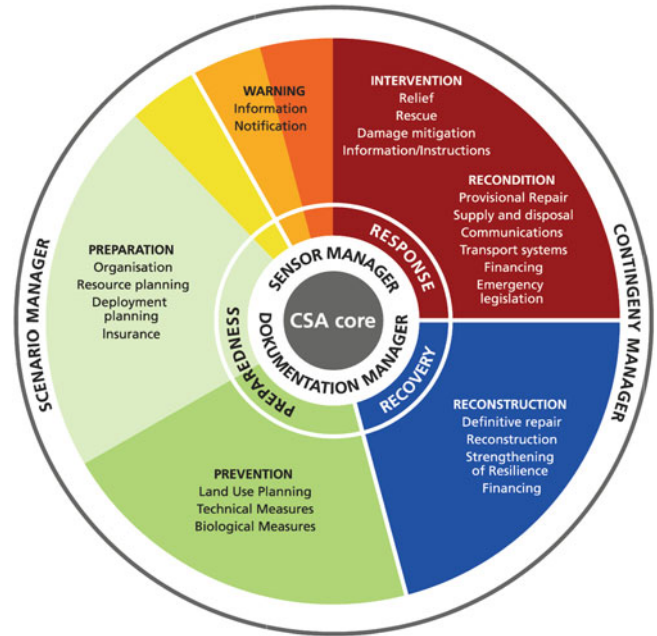 WARNING
Information
Notification
INTERVENTION
Relief
Rescue
Damage mitigation
Information/Instructions
RECONDITION
Provisional Repair
Supply and disposal
Communications
Transport systems
Financing
Emergency
legislation
PREPARATION
Organisation
Resource planning
Deployment
planning
Insurance
SCENARIO MANAGER
CONTINGENY MANAGER
RESPONSE
SENSOR MANAGER
CSA core
DOKUMENTATION MANAGER
PREPAREDNESS
RECOVERY
RECONSTRUCTION
Definitive repair
Reconstruction
Strengthening
of Resilience
Financing
PREVENTION
Land Use Planning
Technical Measures
Biological Measures